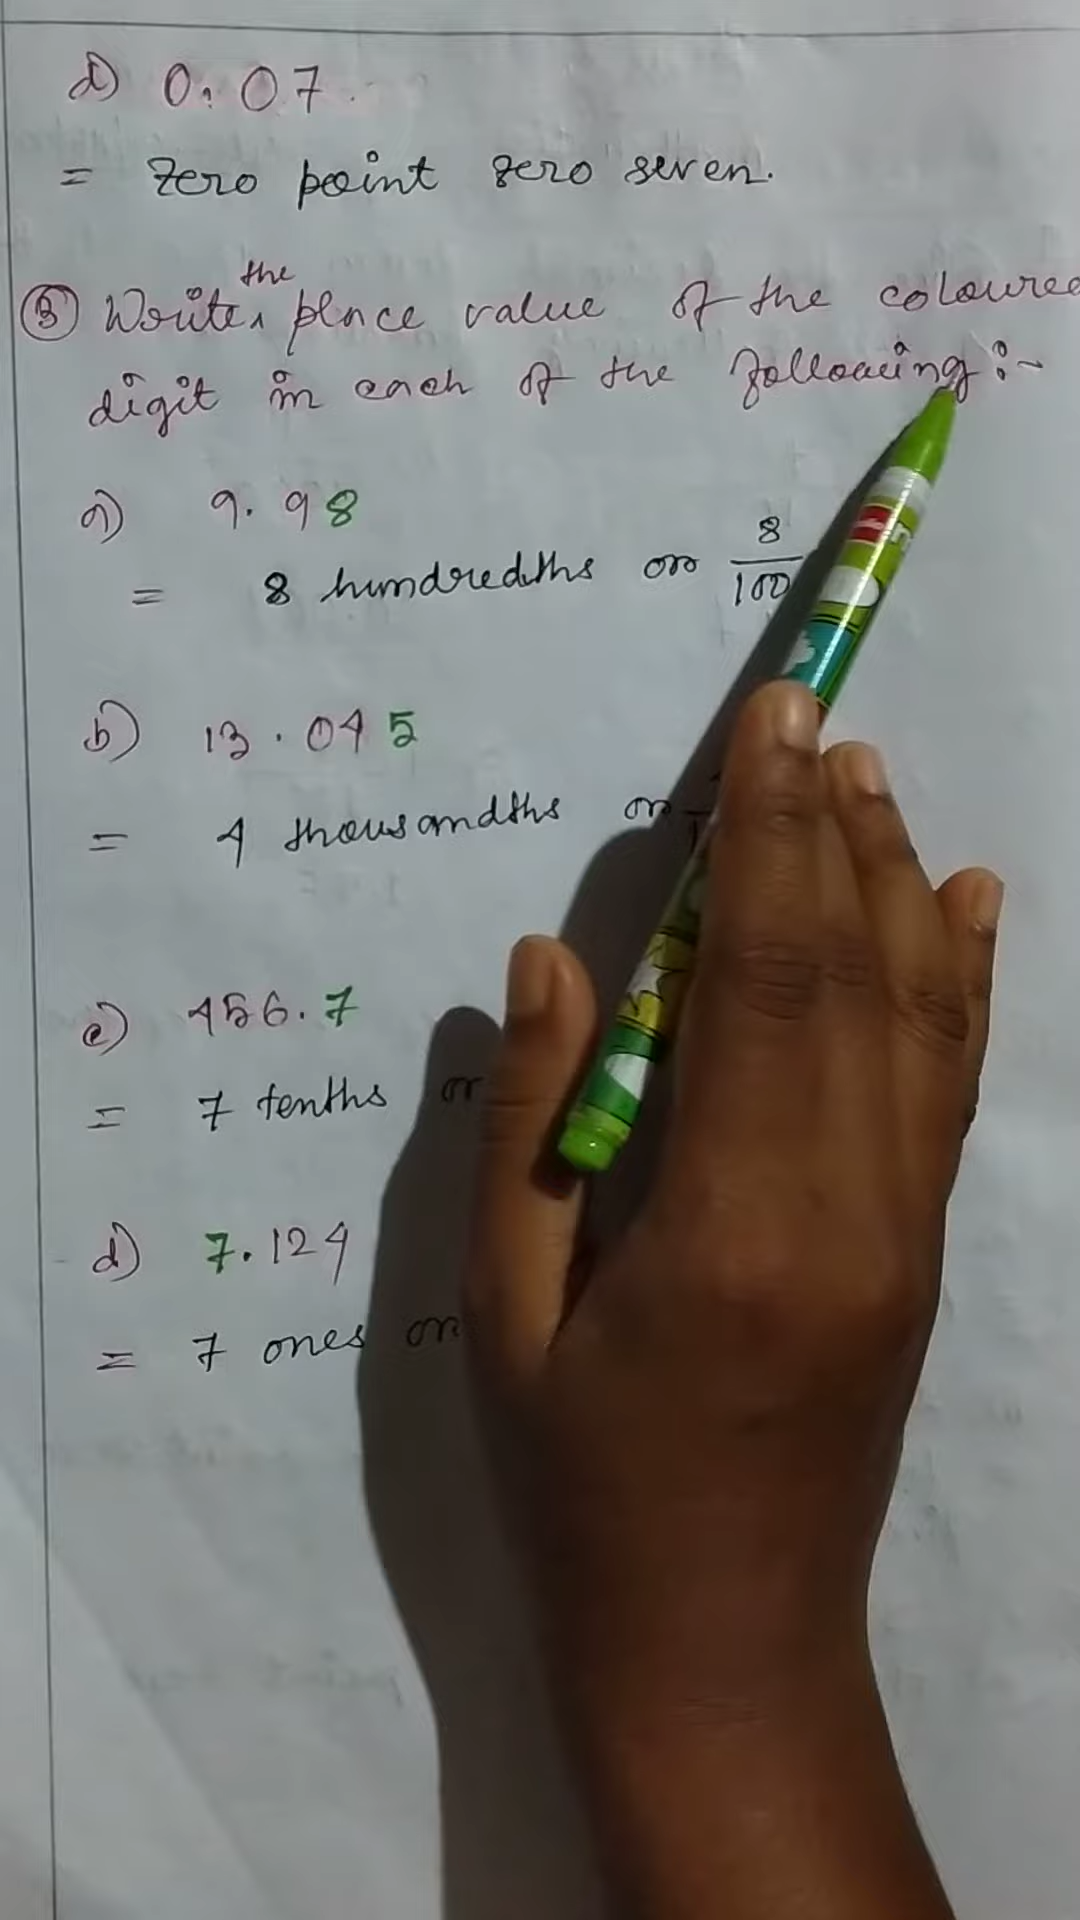 d) 0.07
= Zero point zero seven.
the
③ Write ^ place value of the coloured
digit in each of the following :-
a) 9.98
= 8 hundredths or 8/100
b) 13.045
= 4 thousandths or
c) 456.7
= 7 tenths or
d) 7.124
= 7 ones or